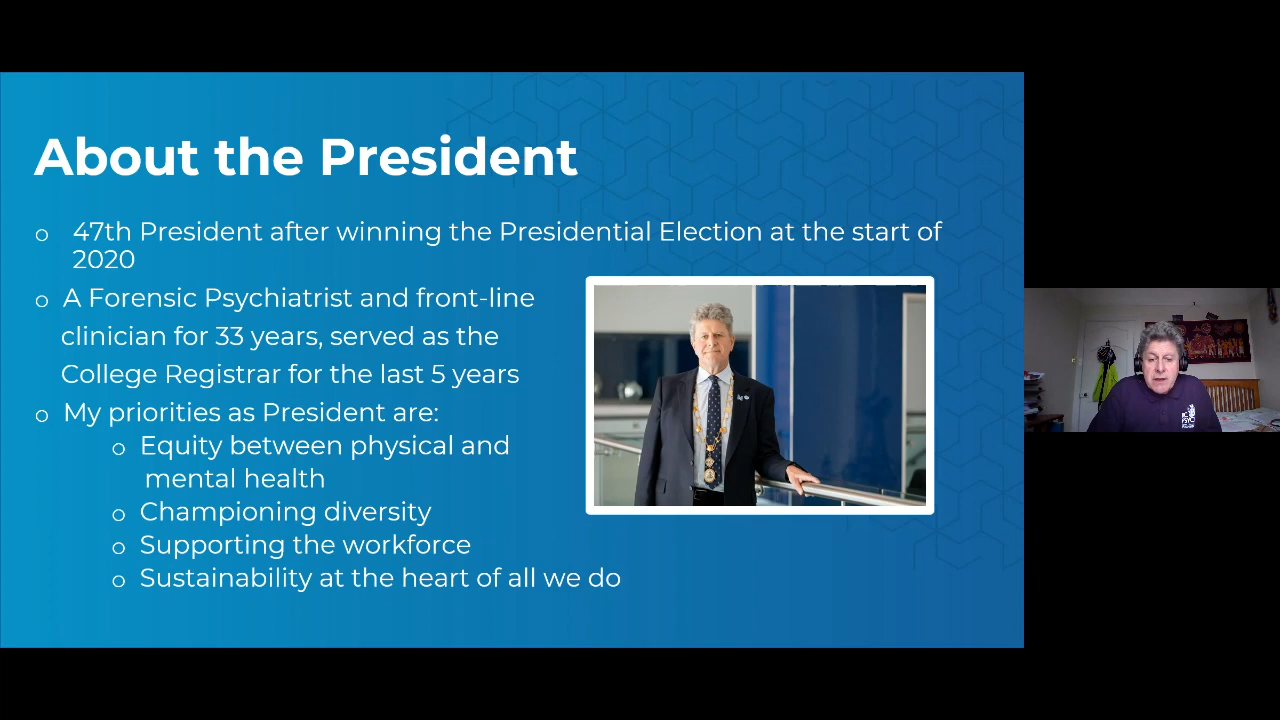 About the President
o 47th President after winning the Presidential Election at the start of
2020
o A Forensic Psychiatrist and front-line
clinician for 33 years, served as the
College Registrar for the last 5 years
o My priorities as President are:
o Equity between physical and
mental health
o Championing diversity
o Supporting the workforce
o Sustainability at the heart of all we do